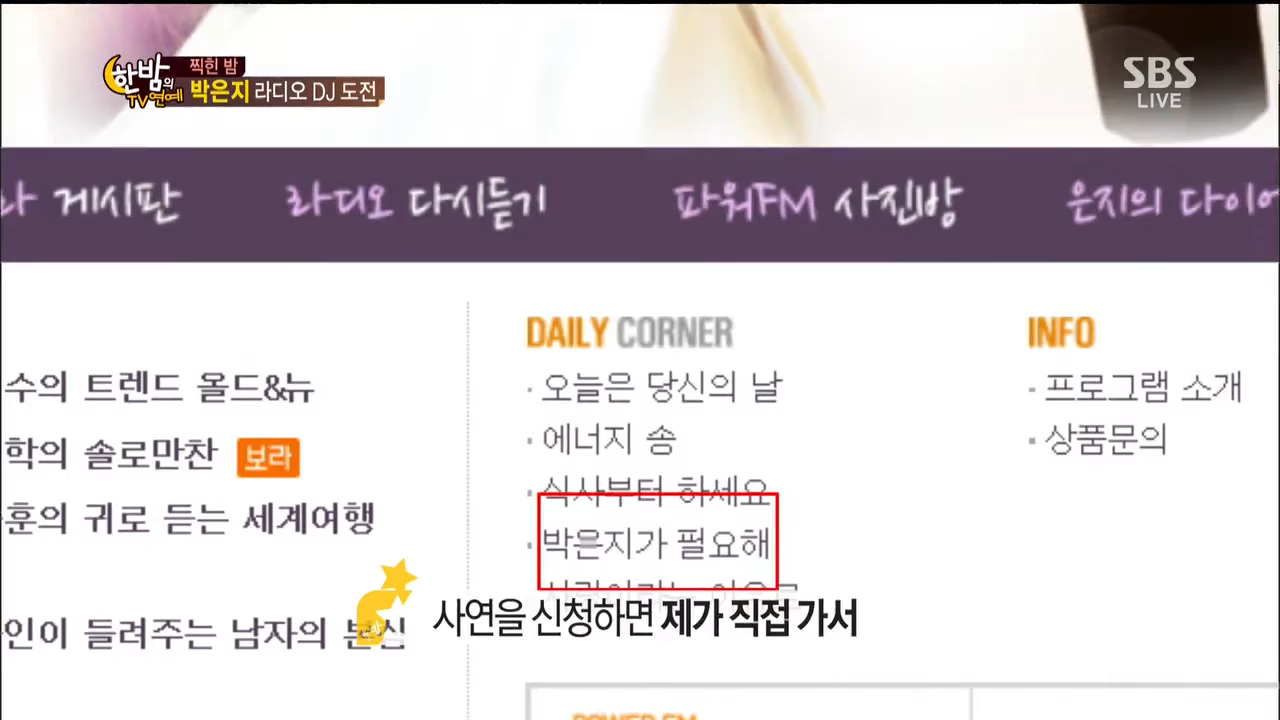 한밤의 TV연예
찍힌 밤
박은지 라디오 DJ 도전
SBS
LIVE
라 게시판
라디오 다시듣기
파워FM 사진방
은지의 다이어
수의 트렌드 올드&뉴
학의 솔로만찬 보라
훈의 귀로 듣는 세계여행
인이 들려주는 남자의
DAILY CORNER
· 오늘은 당신의 날
· 에너지 송
· 식사부터 하세요
· 박은지가 필요해
INFO
· 프로그램 소개
· 상품문의
사연을 신청하면 제가 직접 가서
POWER FM